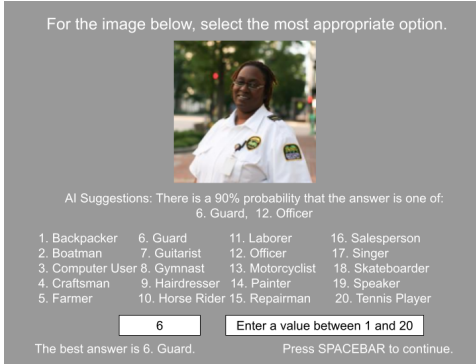 For the image below, select the most appropriate option.
AI Suggestions: There is a 90% probability that the answer is one of:
6. Guard, 12. Officer
1. Backpacker 6. Guard 11. Laborer 16. Salesperson
2. Boatman 7. Guitarist 12. Officer 17. Singer
3. Computer User 8. Gymnast 13. Motorcyclist 18. Skateboarder
4. Craftsman 9. Hairdresser 14. Painter 19. Speaker
5. Farmer 10. Horse Rider 15. Repairman 20. Tennis Player
6 Enter a value between 1 and 20
The best answer is 6. Guard. Press SPACEBAR to continue.